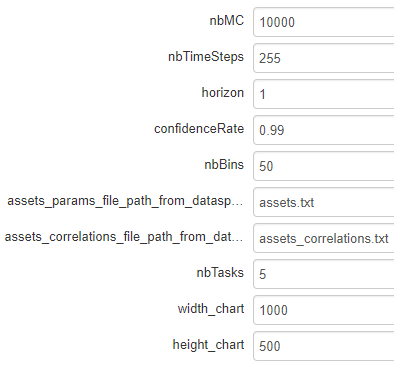 nbMC 10000
nbTimeSteps 255
horizon 1
confidenceRate 0.99
nbBins 50
assets_params_file_path_from_datasp... assets.txt
assets_correlations_file_path_from_dat... assets_correlations.txt
nbTasks 5
width_chart 1000
height_chart 500